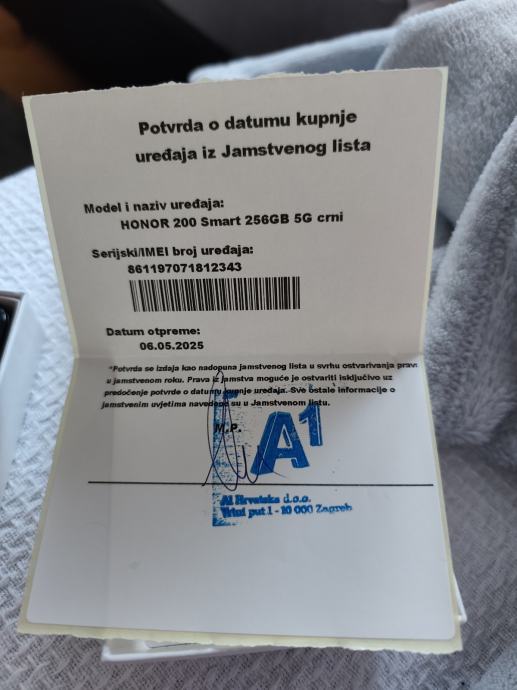 Potvrda o datumu kupnje
uređaja iz Jamstvenog lista
Model i naziv uređaja:
HONOR 200 Smart 256GB 5G crni
Serijski/IMEI broj uređaja:
861197071812343
Datum otpreme:
06.05.2025
*Potvrda se izdaja kao nadopuna jamstvenog lista u svrhu ostvarivanja prava
u jamstvenom roku. Prava iz jamstva moguće je ostvariti isključivo uz
predočenje potvrde o datumu kupnje uređaja. Sve ostale informacije o
jamstvenim uvjetima navedene su u Jamstvenom listu.
M.P.
A1
A1 Hrvatska d.o.o.
Vrtni put 1 - 10 000 Zagreb